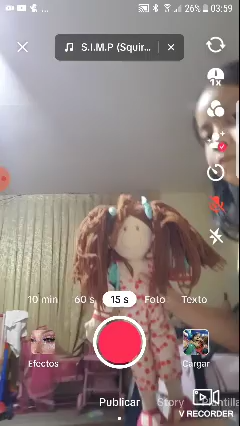 ... 26% 03:59
♫ S.I.M.P (Squir... ×
1x
10 min 60 s 15 s Foto Texto
Efectos
Cargar
Publicar Story
V RECORDER